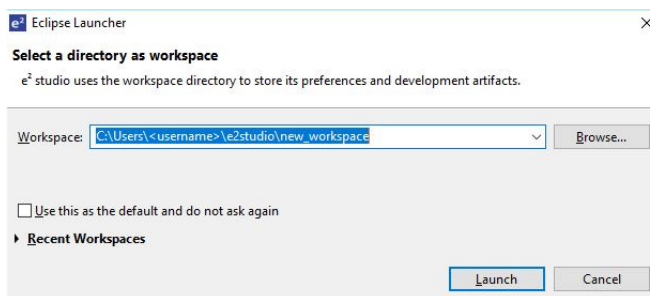 e² Eclipse Launcher
Select a directory as workspace
e² studio uses the workspace directory to store its preferences and development artifacts.
Workspace: C:\Users\<username>\e2studio\new_workspace Browse...
Use this as the default and do not ask again
Recent Workspaces
Launch Cancel